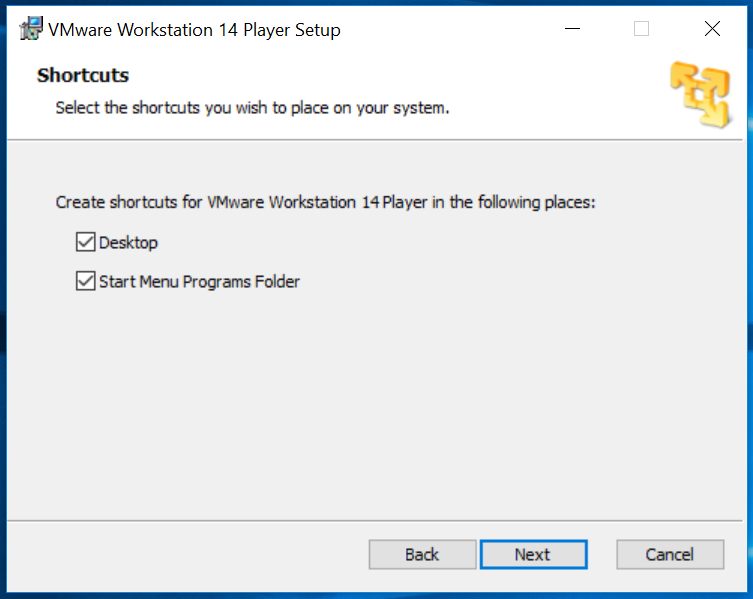 VMware Workstation 14 Player Setup
Shortcuts
Select the shortcuts you wish to place on your system.
Create shortcuts for VMware Workstation 14 Player in the following places:
Desktop
Start Menu Programs Folder
Back Next Cancel